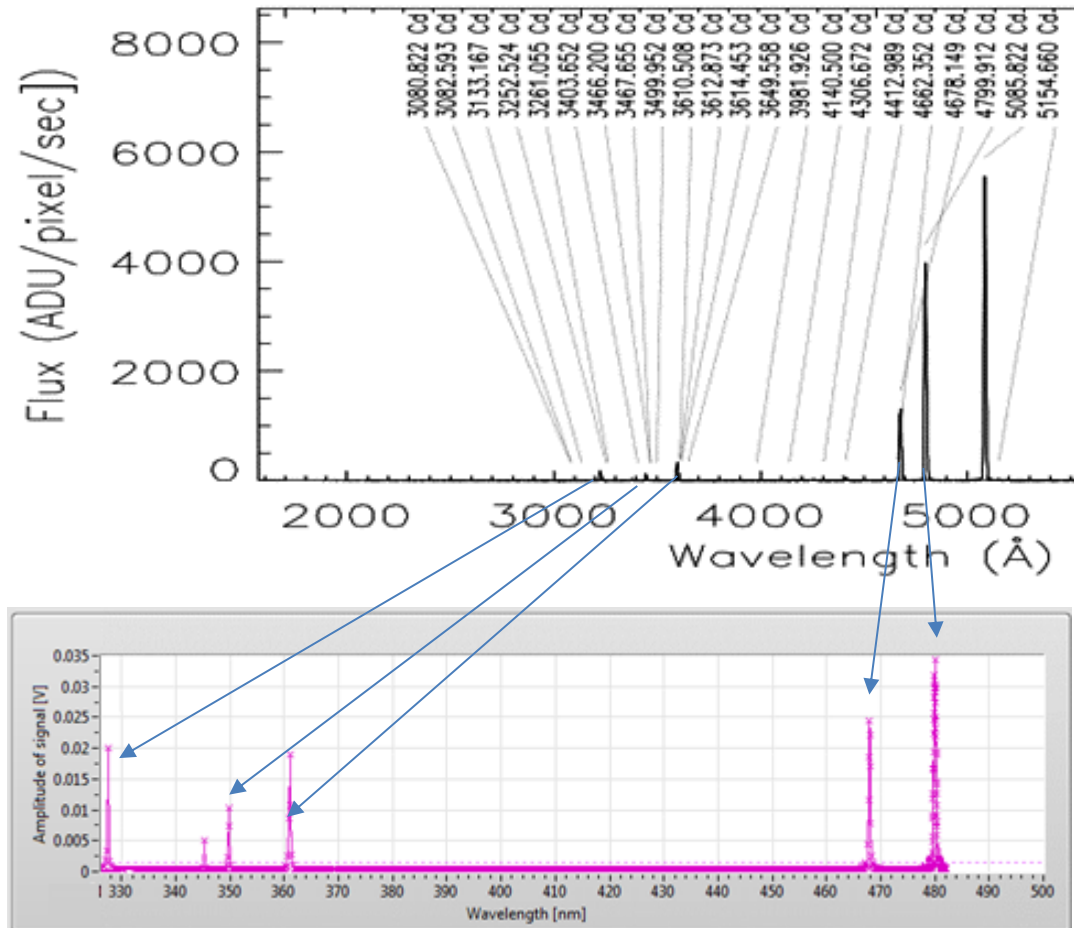 8000
6000
4000
2000
0
Flux (ADU/pixel/sec)
3080.822 Cd
3082.593 Cd
3133.167 Cd
3252.524 Cd
3261.055 Cd
3403.652 Cd
3466.200 Cd
3467.655 Cd
3499.952 Cd
3610.508 Cd
3612.873 Cd
3614.453 Cd
3649.558 Cd
3981.926 Cd
4140.500 Cd
4306.672 Cd
4412.989 Cd
4662.352 Cd
4678.149 Cd
4799.912 Cd
5085.822 Cd
5154.660 Cd
2000 3000 4000 5000
Wavelength (Å)
0.035
0.03
0.025
0.02
0.015
0.01
0.005
0
Amplitude of signal [V]
330 340 350 360 370 380 390 400 410 420 430 440 450 460 470 480 490 500
Wavelength [nm]